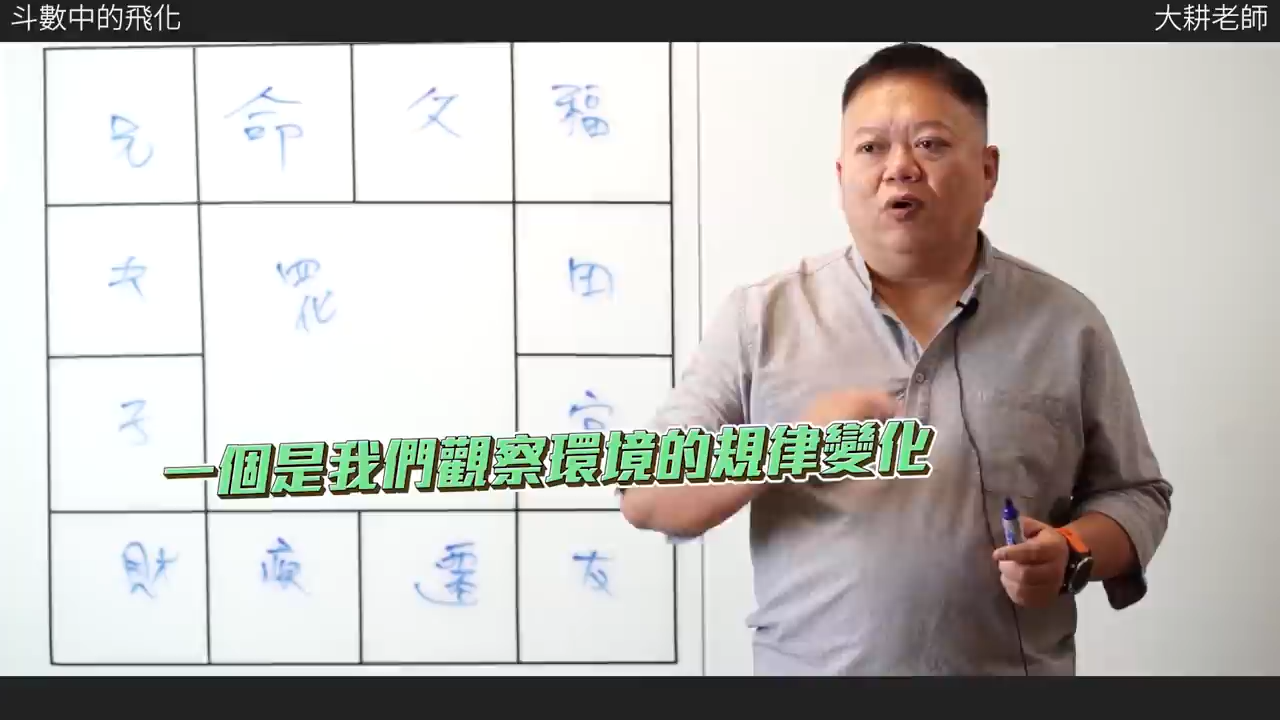 斗數中的飛化
大耕老師
兄 命 父 福
夫 四化 田
子 官
一個是我們觀察環境的規律變化
財 疾 遷 友